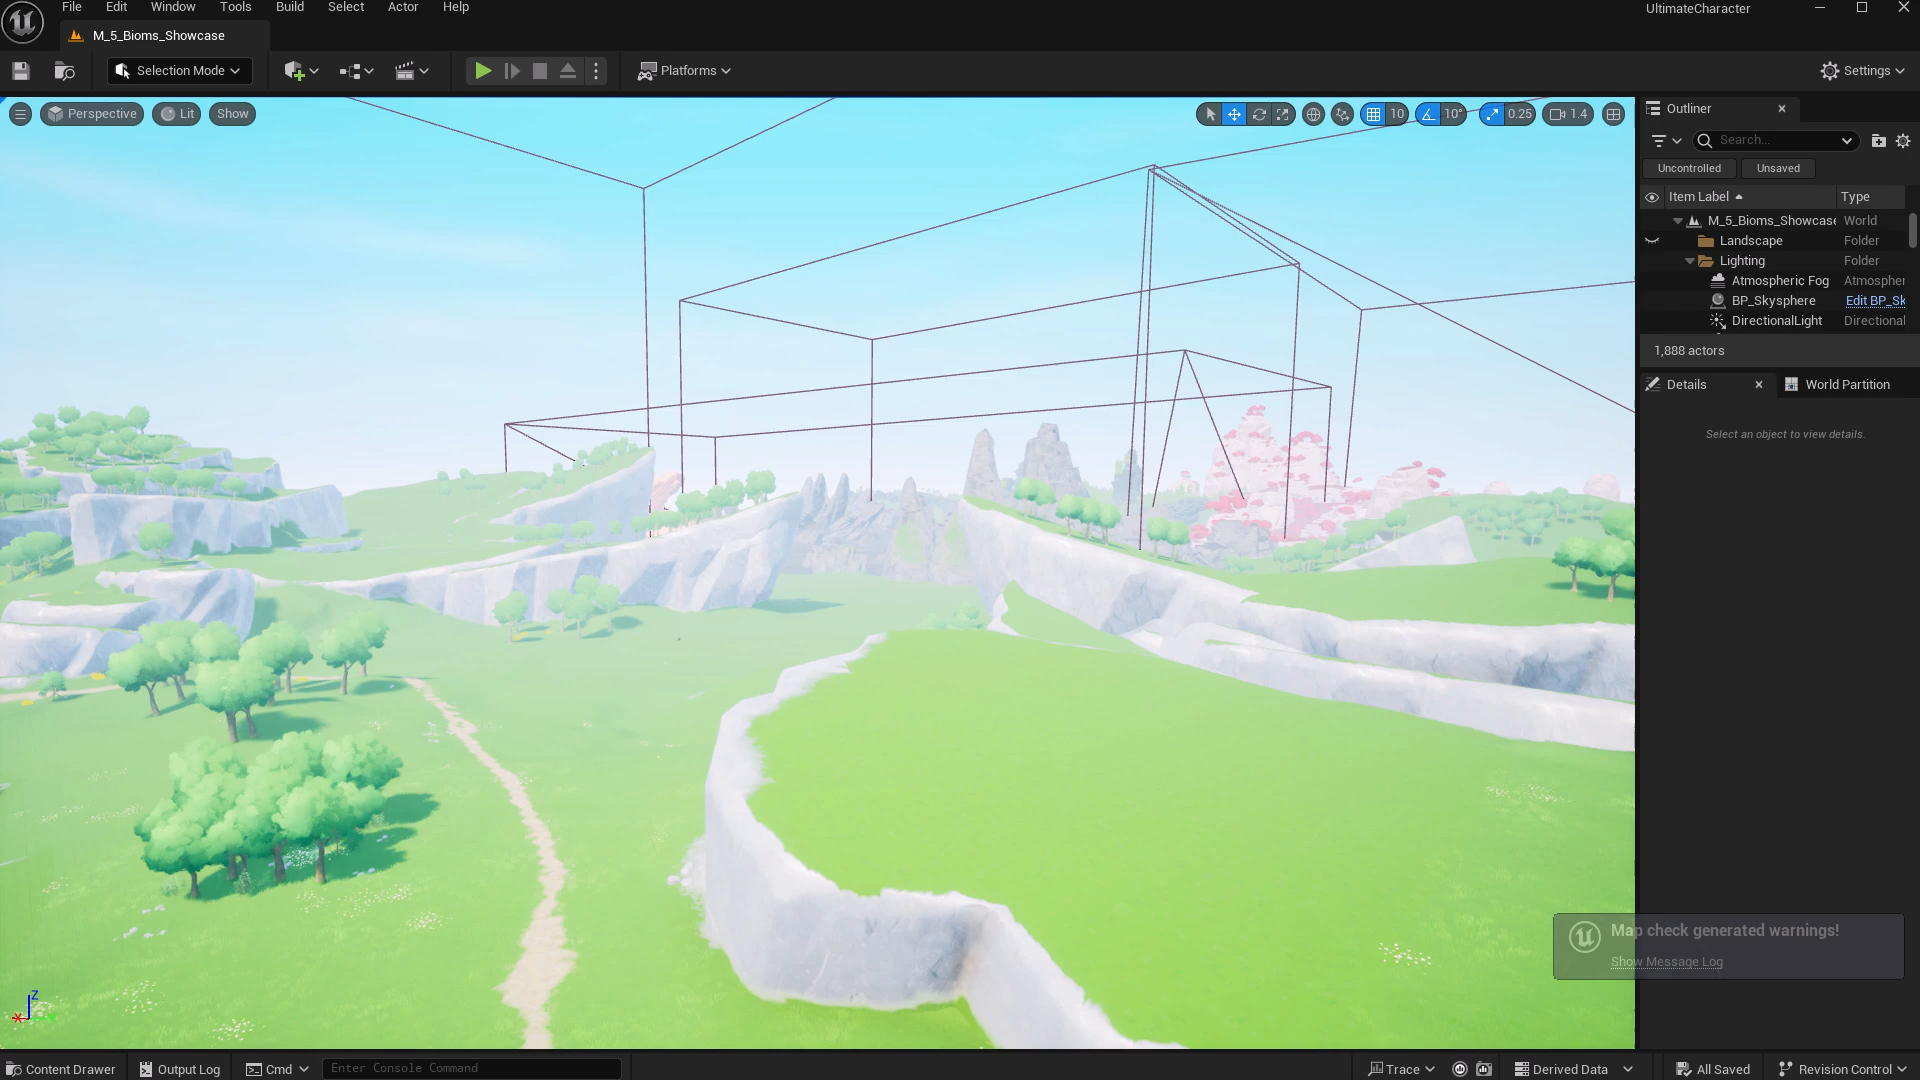 File Edit Window Tools Build Select Actor Help
UltimateCharacter
M_5_Bioms_Showcase
Selection Mode
Platforms
Settings
Perspective Lit Show
10 10° 0.25 1.4
Outliner
Search...
Uncontrolled Unsaved
Item Label Type
M_5_Bioms_Showcase World
Landscape Folder
Lighting Folder
Atmospheric Fog Atmospher
BP_Skysphere Edit BP_Sk
DirectionalLight Directional
1,888 actors
Details World Partition
Select an object to view details.
Map check generated warnings!
Show Message Log
Z
X
Content Drawer Output Log Cmd Enter Console Command Trace Derived Data All Saved Revision Control